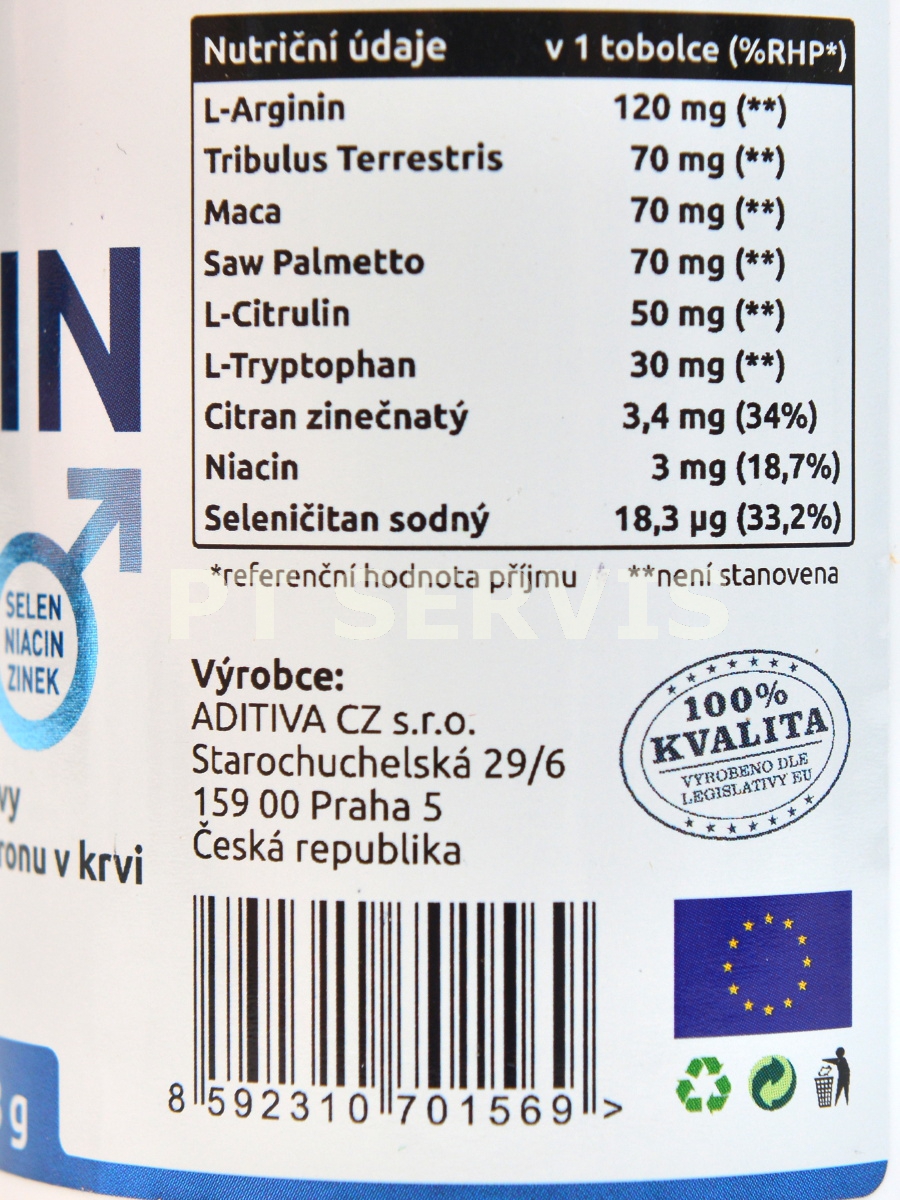 Nutriční údaje v 1 tobolce (%RHP*)
L-Arginin 120 mg (**)
Tribulus Terrestris 70 mg (**)
Maca 70 mg (**)
Saw Palmetto 70 mg (**)
L-Citrulin 50 mg (**)
L-Tryptophan 30 mg (**)
Citran zinečnatý 3,4 mg (34%)
Niacin 3 mg (18,7%)
Seleničitan sodný 18,3 µg (33,2%)
*referenční hodnota příjmu **není stanovena
PT SERVIS
IN
SELEN
NIACIN
ZINEK
vy
ronu v krvi
g
Výrobce:
ADITIVA CZ s.r.o.
Starochuchelská 29/6
159 00 Praha 5
Česká republika
100%
KVALITA
VYROBENO DLE
LEGISLATIVY EU
8 592310 701569 >